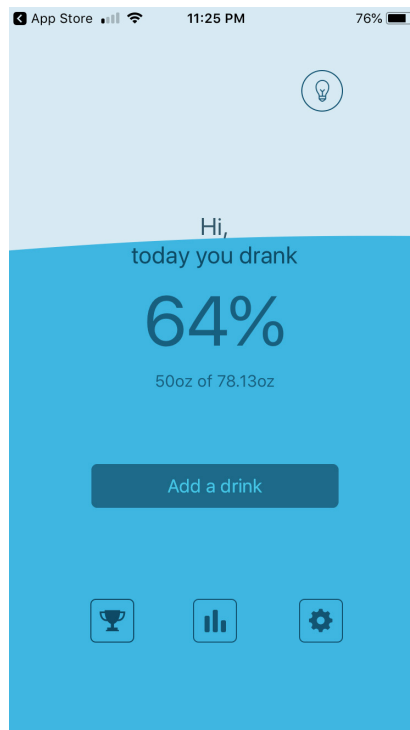 App Store 11:25 PM 76%
Hi,
today you drank
64%
50oz of 78.13oz
Add a drink